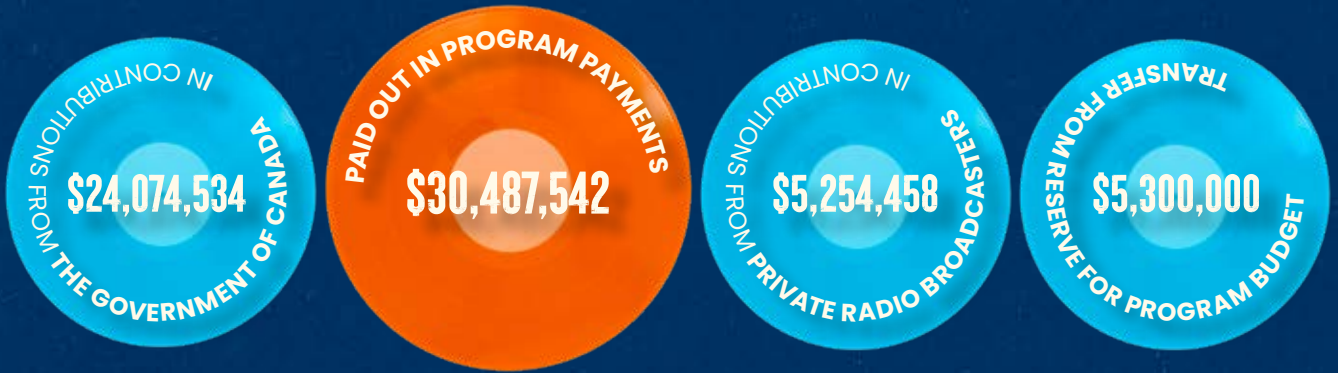 IN CONTRIBUTIONS FROM THE GOVERNMENT OF CANADA
$24,074,534
PAID OUT IN PROGRAM PAYMENTS
$30,487,542
IN CONTRIBUTIONS FROM PRIVATE RADIO BROADCASTERS
$5,254,458
TRANSFER FROM RESERVE FOR PROGRAM BUDGET
$5,300,000